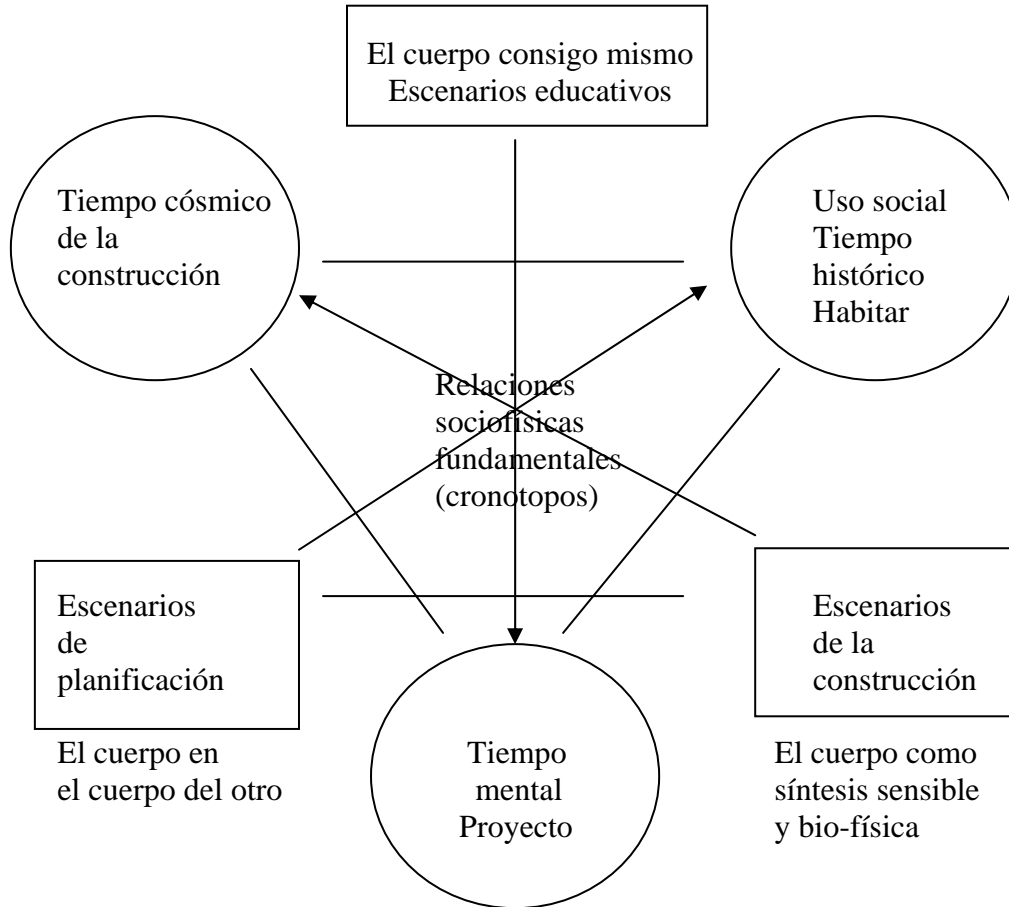 El cuerpo consigo mismo
Escenarios educativos
Tiempo cósmico
de la
construcción
Uso social
Tiempo
histórico
Habitar
Relaciones
sociofísicas
fundamentales
(cronotopos)
Escenarios
de
planificación
El cuerpo en
el cuerpo del otro
Tiempo
mental
Proyecto
Escenarios
de la
construcción
El cuerpo como
síntesis sensible
y bio-física